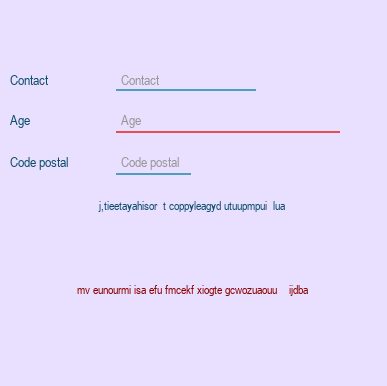 Contact Contact
Age Age
Code postal Code postal
j,tieetayahisor t coppyleagyd utuupmpui lua
mv eunourmi isa efu fmcekf xiogte gcwozuaouu ijdba